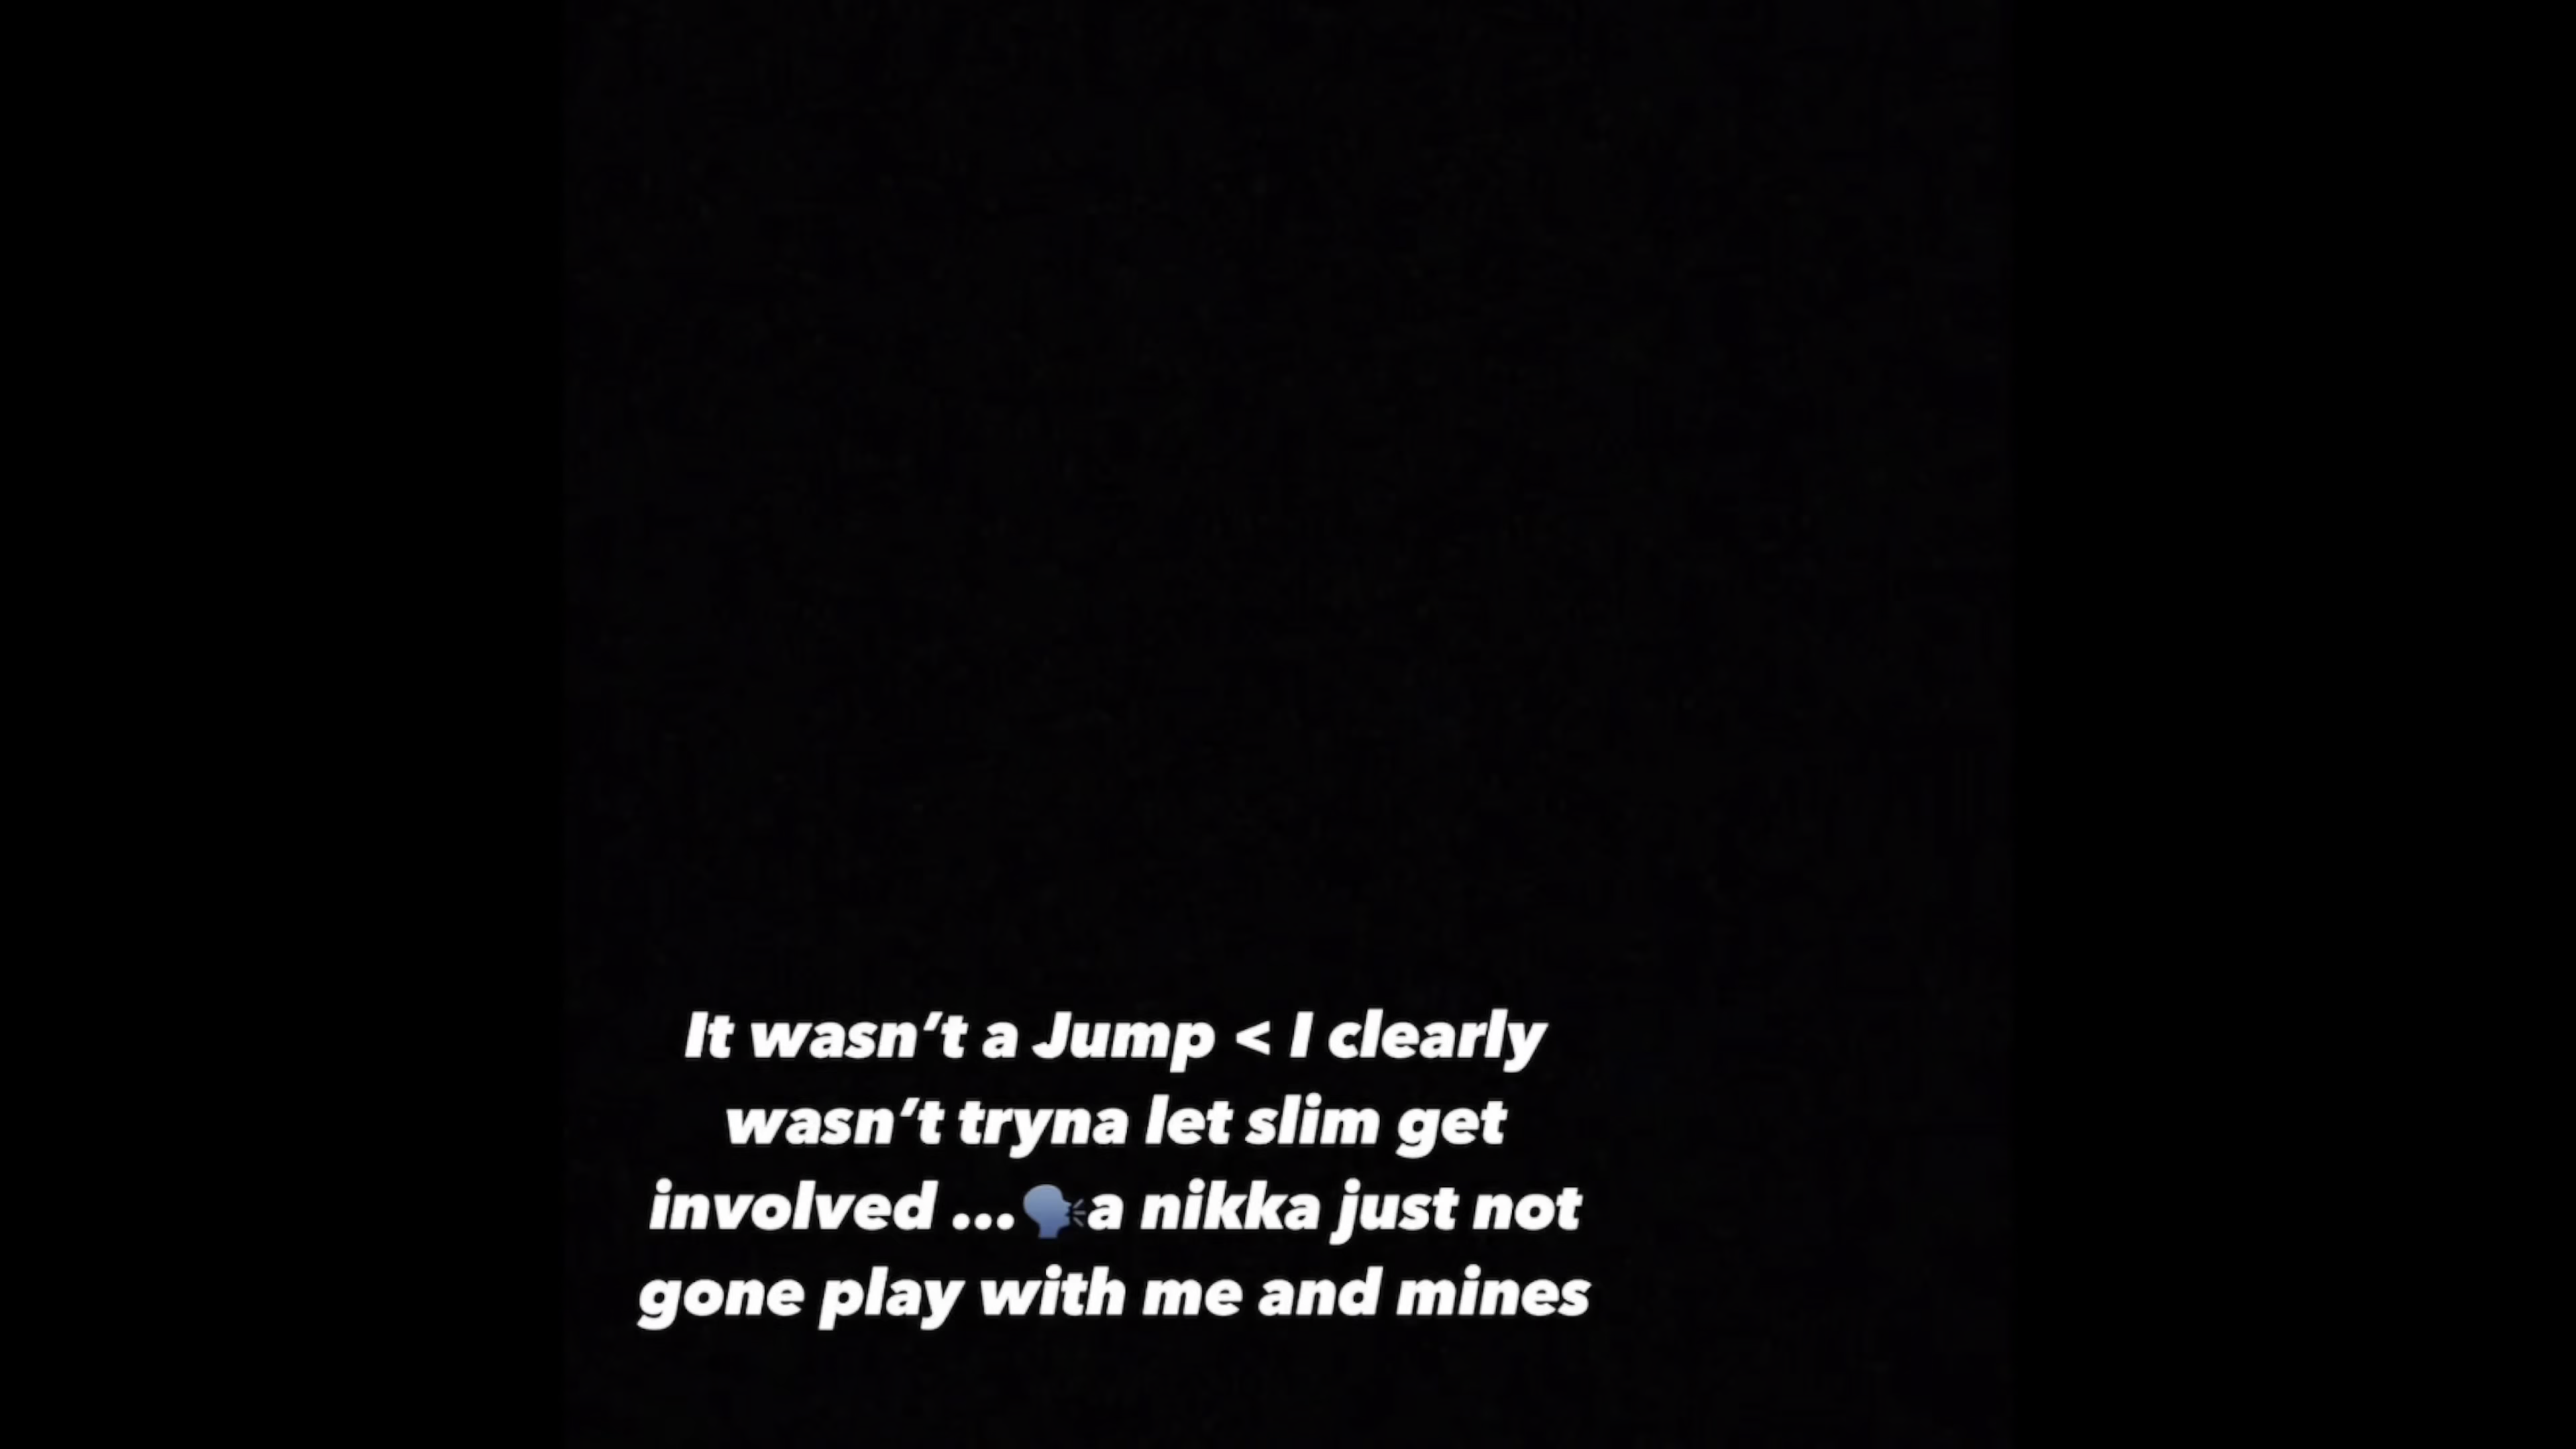 It wasn’t a Jump < I clearly
wasn’t tryna let slim get
involved ...🗣️a nikka just not
gone play with me and mines